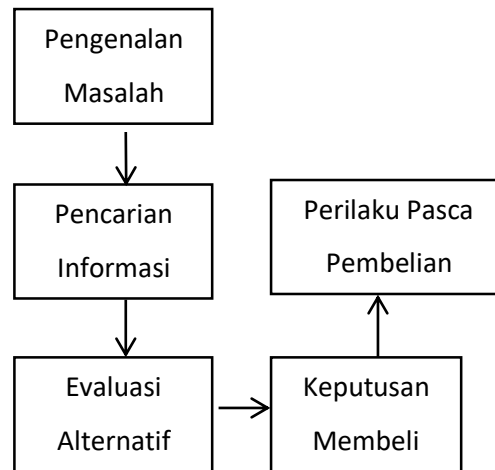 Pengenalan
Masalah
Pencarian
Informasi
Evaluasi
Alternatif
Keputusan
Membeli
Perilaku Pasca
Pembelian